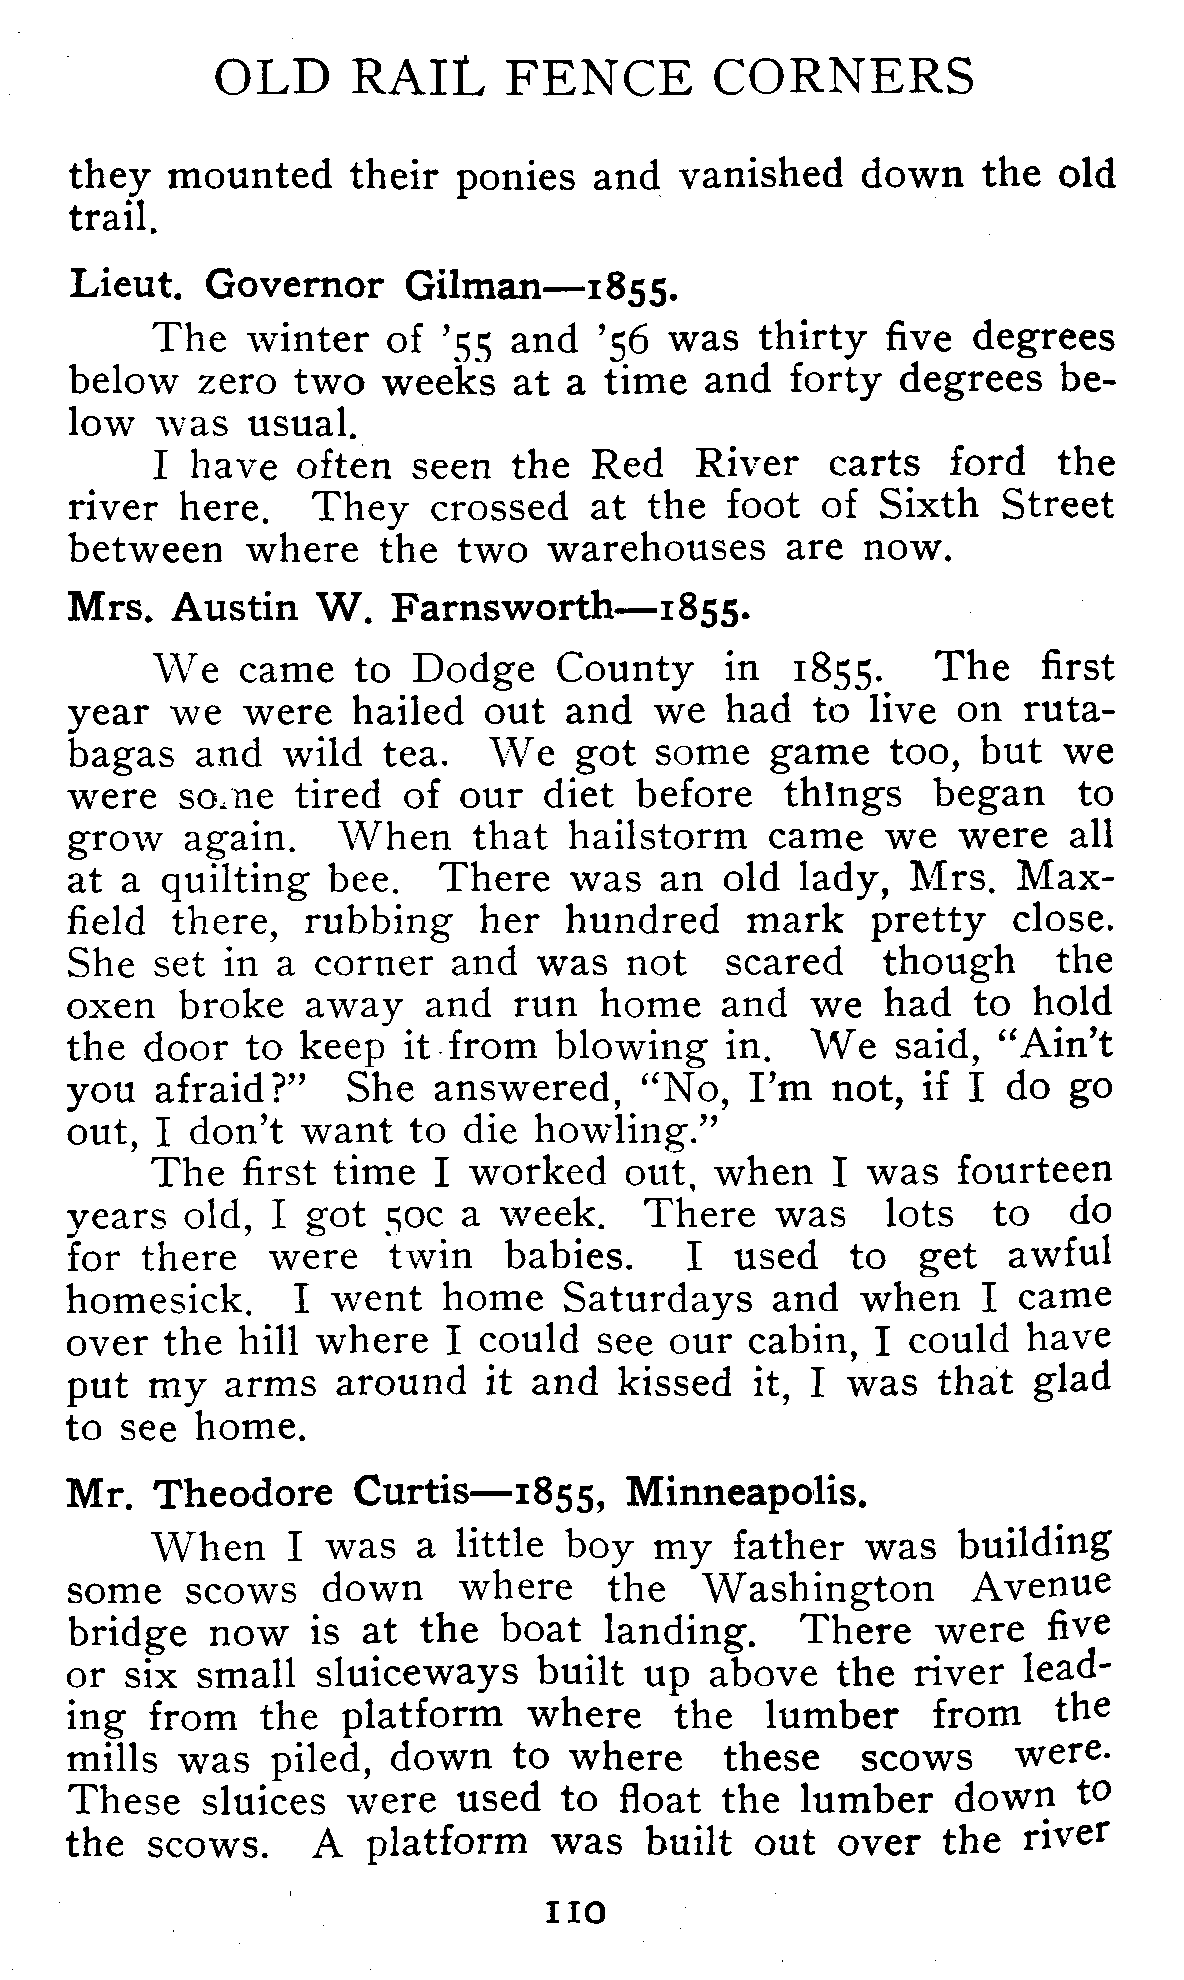 OLD RAIL FENCE CORNERS
they mounted their ponies and vanished down the old
trail.
Lieut. Governor Gilman—1855.
The winter of ’55 and ’56 was thirty five degrees
below zero two weeks at a time and forty degrees be-
low was usual.
I have often seen the Red River carts ford the
river here. They crossed at the foot of Sixth Street
between where the two warehouses are now.
Mrs. Austin W. Farnsworth—1855.
We came to Dodge County in 1855. The first
year we were hailed out and we had to live on ruta-
bagas and wild tea. We got some game too, but we
were some tired of our diet before things began to
grow again. When that hailstorm came we were all
at a quilting bee. There was an old lady, Mrs. Max-
field there, rubbing her hundred mark pretty close.
She set in a corner and was not scared though the
oxen broke away and run home and we had to hold
the door to keep it from blowing in. We said, “Ain’t
you afraid?” She answered, “No, I’m not, if I do go
out, I don’t want to die howling.”
The first time I worked out, when I was fourteen
years old, I got 50c a week. There was lots to do
for there were twin babies. I used to get awful
homesick. I went home Saturdays and when I came
over the hill where I could see our cabin, I could have
put my arms around it and kissed it, I was that glad
to see home.
Mr. Theodore Curtis—1855, Minneapolis.
When I was a little boy my father was building
some scows down where the Washington Avenue
bridge now is at the boat landing. There were five
or six small sluiceways built up above the river lead-
ing from the platform where the lumber from the
mills was piled, down to where these scows were.
These sluices were used to float the lumber down to
the scows. A platform was built out over the river
110